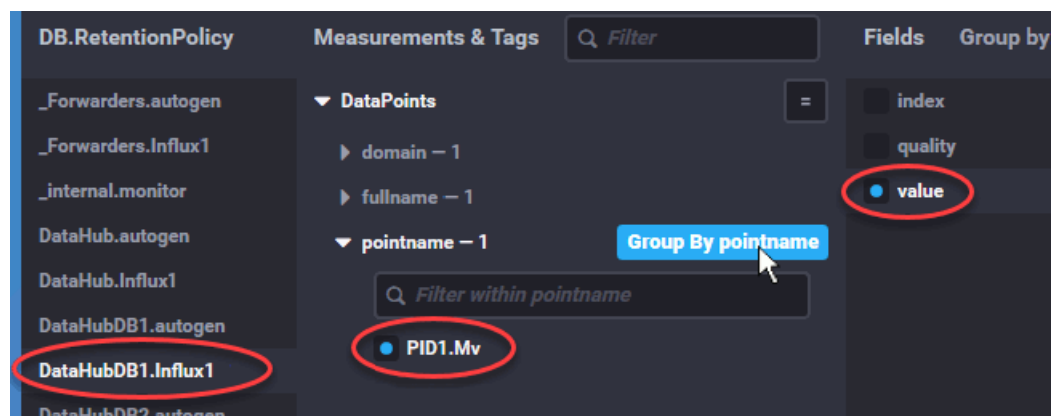 DB.RetentionPolicy
Measurements & Tags
Filter
Fields
Group by
_Forwarders.autogen
_Forwarders.Influx1
_internal.monitor
DataHub.autogen
DataHub.Influx1
DataHubDB1.autogen
DataHubDB1.Influx1
DataHubDB2.autogen
DataPoints
=
domain — 1
fullname — 1
pointname — 1
Group By pointname
Filter within pointname
PID1.Mv
index
quality
value